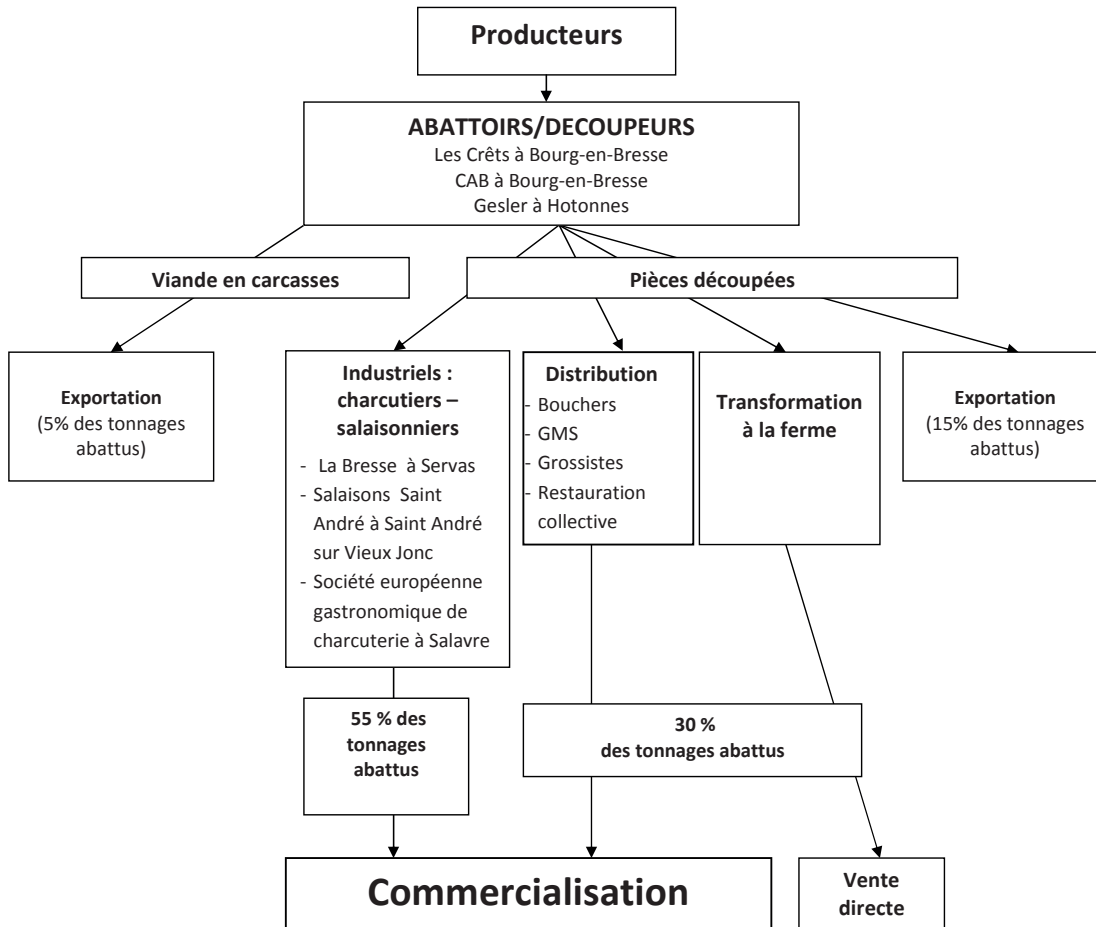 Producteurs
ABATTOIRS/DECOUPEURS
Les Crêts à Bourg-en-Bresse
CAB à Bourg-en-Bresse
Gesler à Hotonnes
Viande en carcasses
Pièces découpées
Exportation
(5% des tonnages
abattus)
Industriels :
charcutiers –
salaisonniers
- La Bresse à Servas
- Salaisons Saint
André à Saint André
sur Vieux Jonc
- Société européenne
gastronomique de
charcuterie à Salavre
Distribution
- Bouchers
- GMS
- Grossistes
- Restauration
collective
Transformation
à la ferme
Exportation
(15% des tonnages
abattus)
55 % des
tonnages
abattus
30 %
des tonnages abattus
Commercialisation
Vente
directe